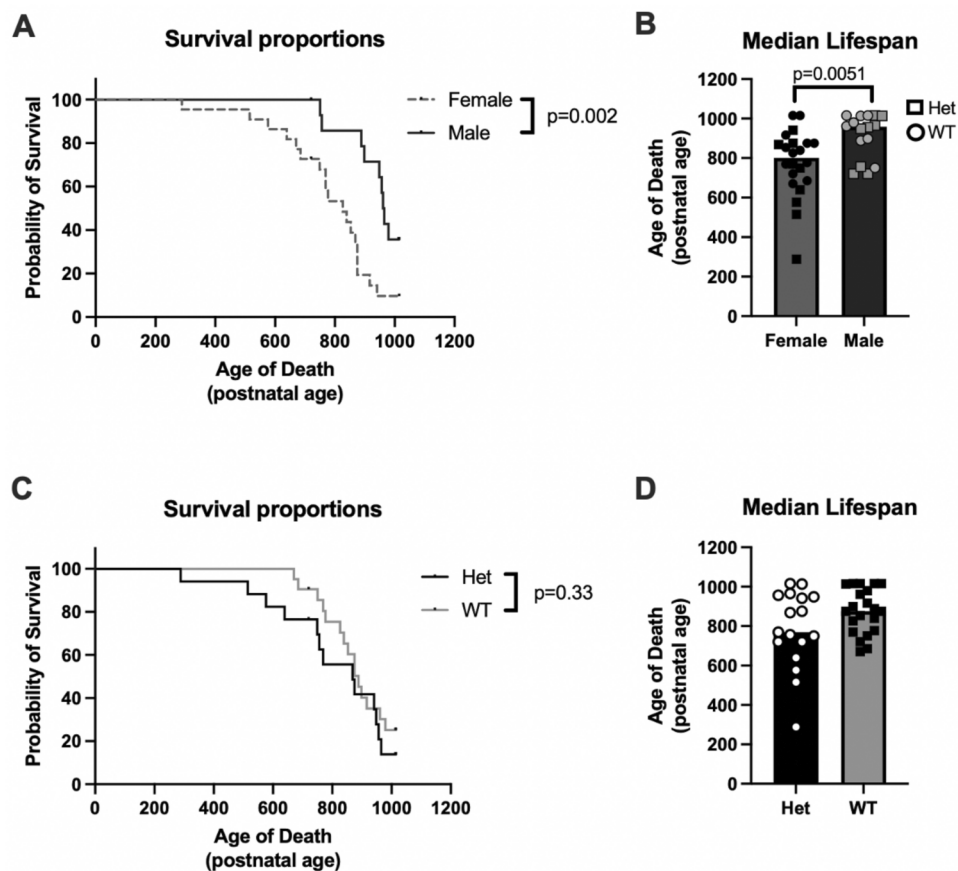 A
Survival proportions
Probability of Survival
100
80
60
40
20
0
0 200 400 600 800 1000 1200
Age of Death
(postnatal age)
Female
Male
p=0.002
B
Median Lifespan
p=0.0051
Het
WT
Age of Death
(postnatal age)
1200
1000
800
600
400
200
0
Female Male
C
Survival proportions
Probability of Survival
100
80
60
40
20
0
0 200 400 600 800 1000 1200
Age of Death
(postnatal age)
Het
WT
p=0.33
D
Median Lifespan
Age of Death
(postnatal age)
1200
1000
800
600
400
200
0
Het WT